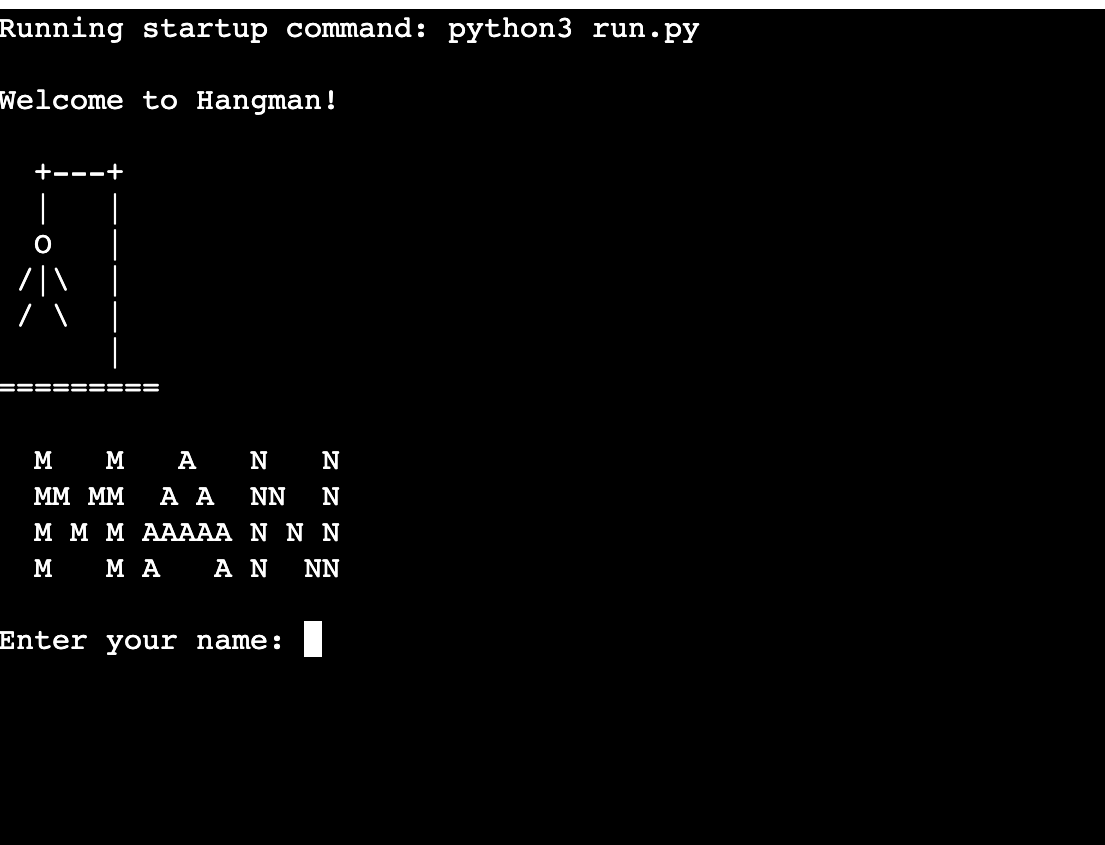 Running startup command: python3 run.py

Welcome to Hangman!

  +---+
  |   |
  O   |
 /|\  |
 / \  |
      |
=========

  M   M   A   N   N
  MM MM  A A  NN  N
  M M M AAAAA N N N
  M   M A   A N  NN

Enter your name: